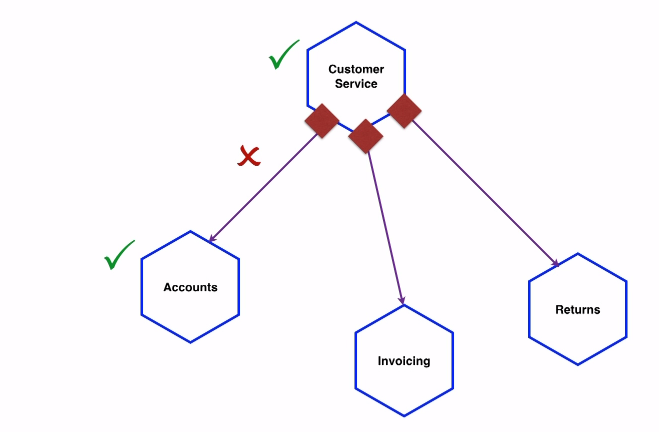 Customer
Service
Accounts
Returns
Invoicing